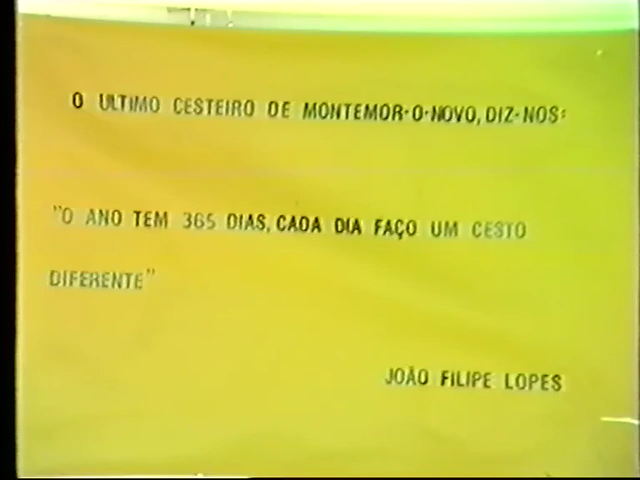 O ULTIMO CESTEIRO DE MONTEMOR-O-NOVO, DIZ-NOS:
"O ANO TEM 365 DIAS, CADA DIA FAÇO UM CESTO
DIFERENTE"
JOÃO FILIPE LOPES